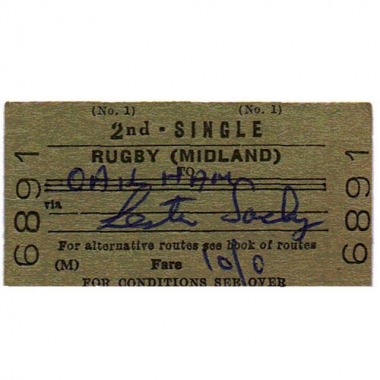 (No. 1) (No. 1)
2nd - SINGLE
RUGBY (MIDLAND)
TO
OAKHAM
via
For alternative routes see book of routes
(M) Fare 10/0
FOR CONDITIONS SEE OVER
6891
6891